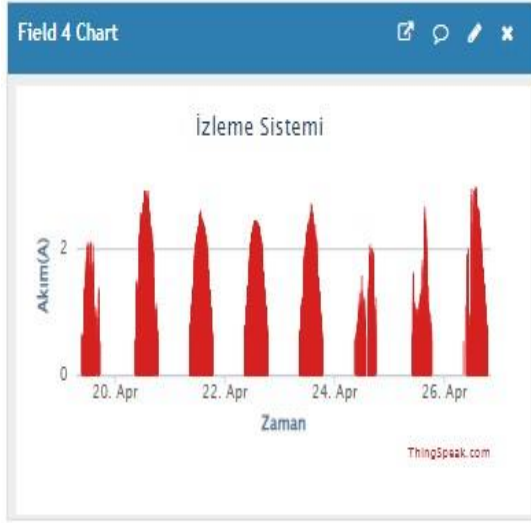 Field 4 Chart
İzleme Sistemi
Akım(A)
2
0
20. Apr
22. Apr
24. Apr
26. Apr
Zaman
ThingSpeak.com